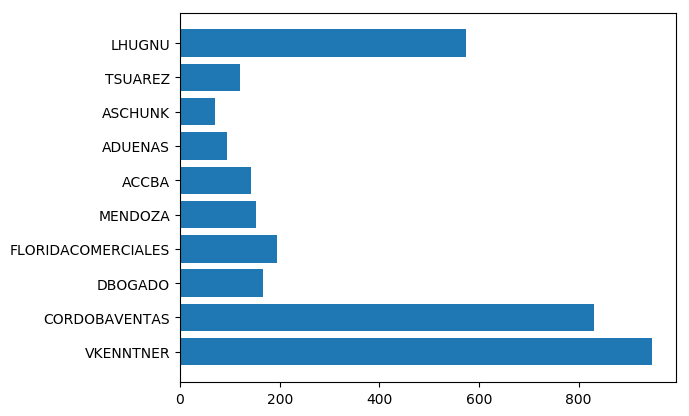 LHUGNU
TSUAREZ
ASCHUNK
ADUENAS
ACCBA
MENDOZA
FLORIDACOMERCIALES
DBOGADO
CORDOBAVENTAS
VKENNTNER
0 200 400 600 800